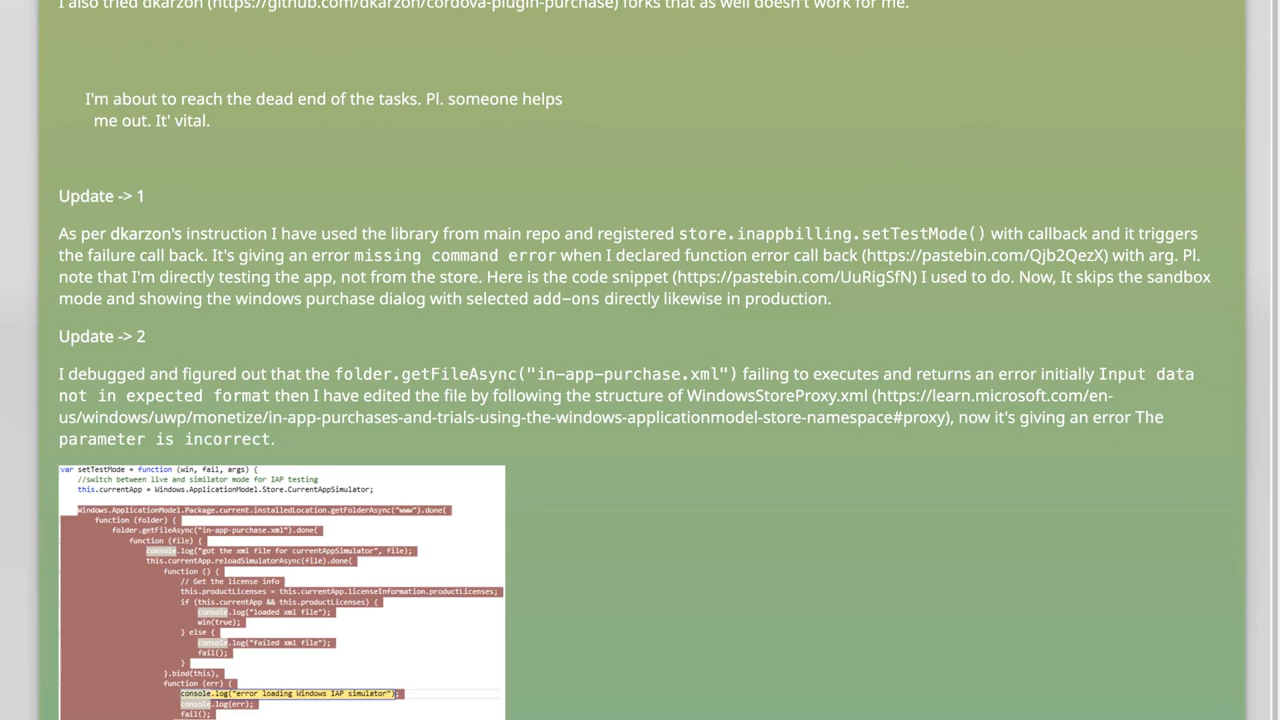 I also tried dkarzon (https://github.com/dkarzon/cordova-plugin-purchase) forks that as well doesn't work for me.
I'm about to reach the dead end of the tasks. Pl. someone helps
me out. It' vital.
Update -> 1
As per dkarzon's instruction I have used the library from main repo and registered store.inappbilling.setTestMode() with callback and it triggers
the failure call back. It's giving an error missing command error when I declared function error call back (https://pastebin.com/Qjb2QezX) with arg. Pl.
note that I'm directly testing the app, not from the store. Here is the code snippet (https://pastebin.com/UuRigSfN) I used to do. Now, It skips the sandbox
mode and showing the windows purchase dialog with selected add-ons directly likewise in production.
Update -> 2
I debugged and figured out that the folder.getFileAsync("in-app-purchase.xml") failing to executes and returns an error initially Input data
not in expected format then I have edited the file by following the structure of WindowsStoreProxy.xml (https://learn.microsoft.com/en-
us/windows/uwp/monetize/in-app-purchases-and-trials-using-the-windows-applicationmodel-store-namespace#proxy), now it's giving an error The
parameter is incorrect.
var setTestMode = function (win, fail, args) {
//switch between live and similator mode for IAP testing
this.currentApp = Windows.ApplicationModel.Store.CurrentAppSimulator;
Windows.ApplicationModel.Package.current.installedLocation.getFolderAsync("www").done(
function (folder) {
folder.getFileAsync("in-app-purchase.xml").done(
function (file) {
console.log("got the xml file for currentAppSimulator", file);
this.currentApp.reloadSimulatorAsync(file).done(
function () {
// Get the license info
this.productLicenses = this.currentApp.licenseInformation.productLicenses;
if (this.currentApp && this.productLicenses) {
console.log("loaded xml file");
win(true);
} else {
console.log("failed xml file");
fail();
}
}.bind(this),
function (err) {
console.log("error loading Windows IAP simulator");
console.log(err);
fail();